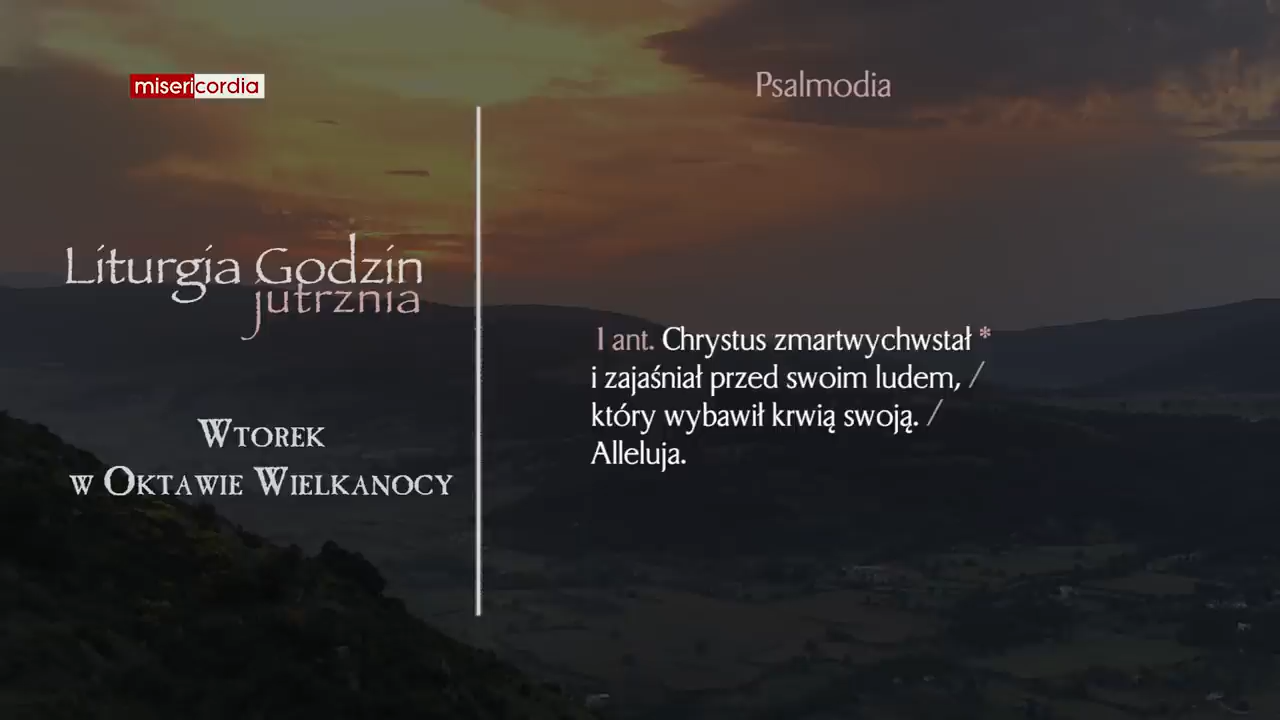 misericordia
Psalmodia
Liturgia Godzin
jutrznia
Wtorek
w Oktawie Wielkanocy
1 ant. Chrystus zmartwychwstał *
i zajaśniał przed swoim ludem, /
który wybawił krwią swoją. /
Alleluja.